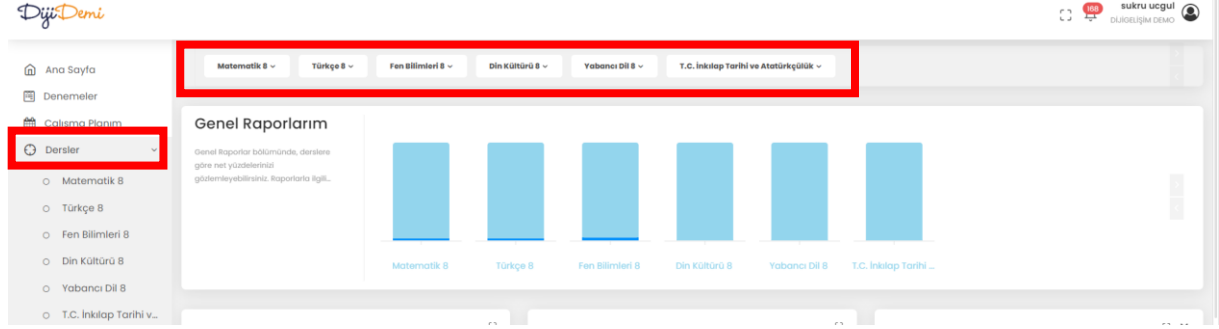 DijiDemi
168
sukru ucgul
DİJİGELİŞİM DEMO
Ana Sayfa
Denemeler
Çalışma Planım
Dersler
Matematik 8
Türkçe 8
Fen Bilimleri 8
Din Kültürü 8
Yabancı Dil 8
T.C. İnkılap Tarihi v...
Matematik 8 Türkçe 8 Fen Bilimleri 8 Din Kültürü 8 Yabancı Dil 8 T.C. İnkılap Tarihi ve Atatürkçülük
Genel Raporlarım
Genel Raporlar bölümünde, derslere
göre net yüzdelerinizi
gözlemleyebilirsiniz. Raporlarla ilgili...
Matematik 8 Türkçe 8 Fen Bilimleri 8 Din Kültürü 8 Yabancı Dil 8 T.C. İnkılap Tarihi ...